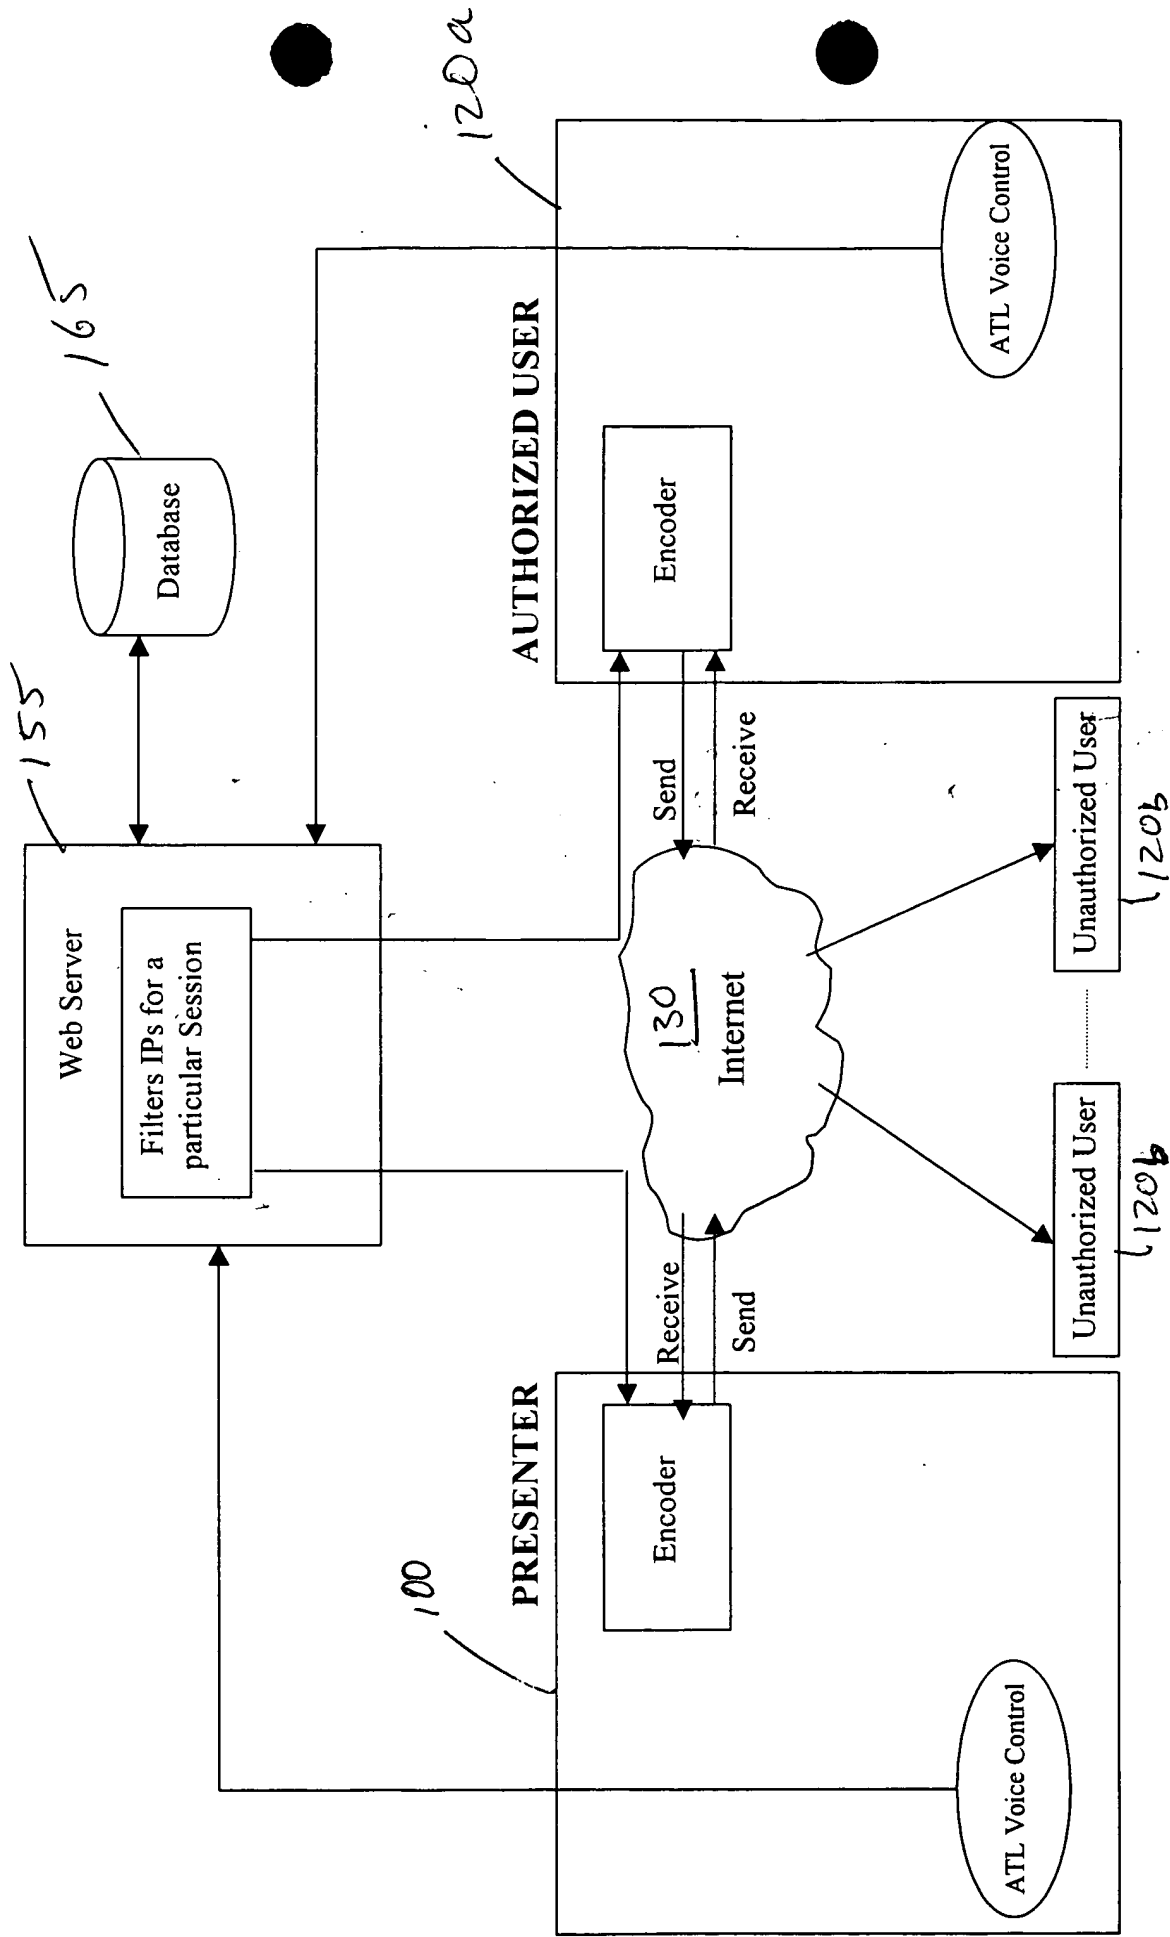 155
165
Web Server
Filters IPs for a
particular Session
Database
120a
100
PRESENTER
AUTHORIZED USER
Encoder
Receive
Send
130
Internet
Send
Receive
Encoder
ATL Voice Control
ATL Voice Control
Unauthorized User
Unauthorized User
120b
120b